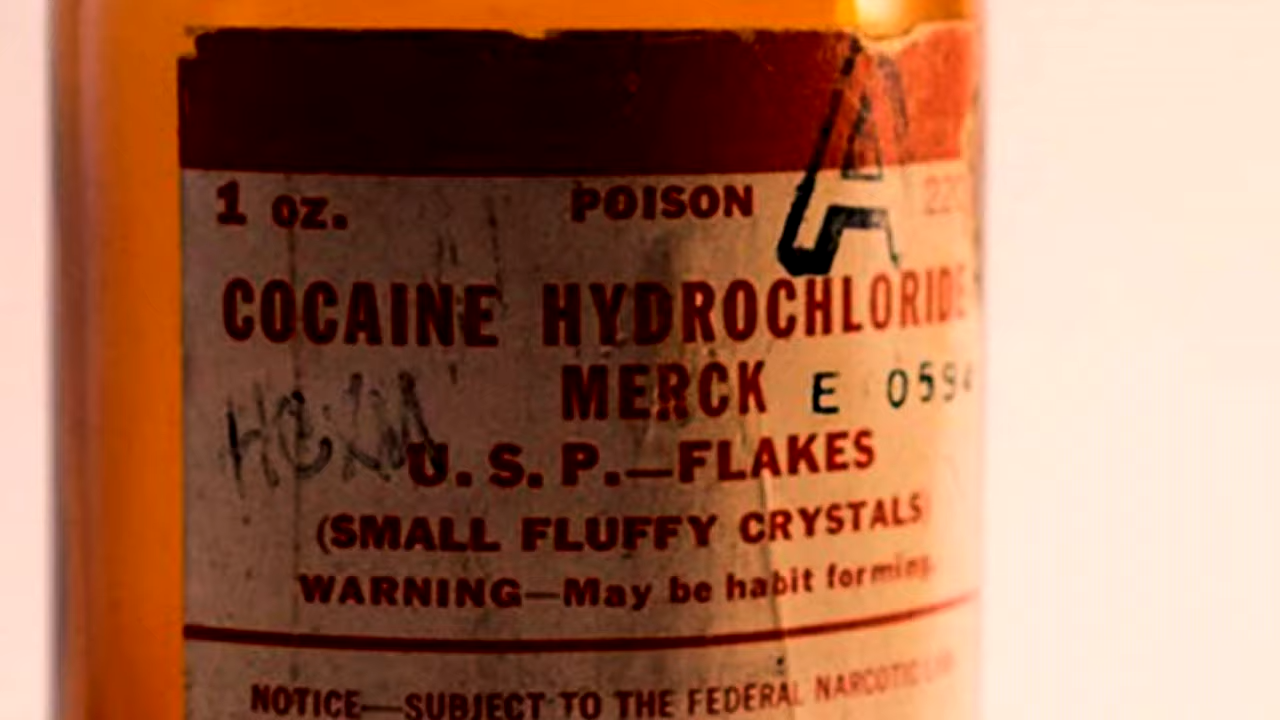 A
1 oz. POISON
COCAINE HYDROCHLORIDE
MERCK E 0594
U.S.P.—FLAKES
(SMALL FLUFFY CRYSTALS)
WARNING—May be habit forming.
NOTICE—SUBJECT TO THE FEDERAL NARCOTIC